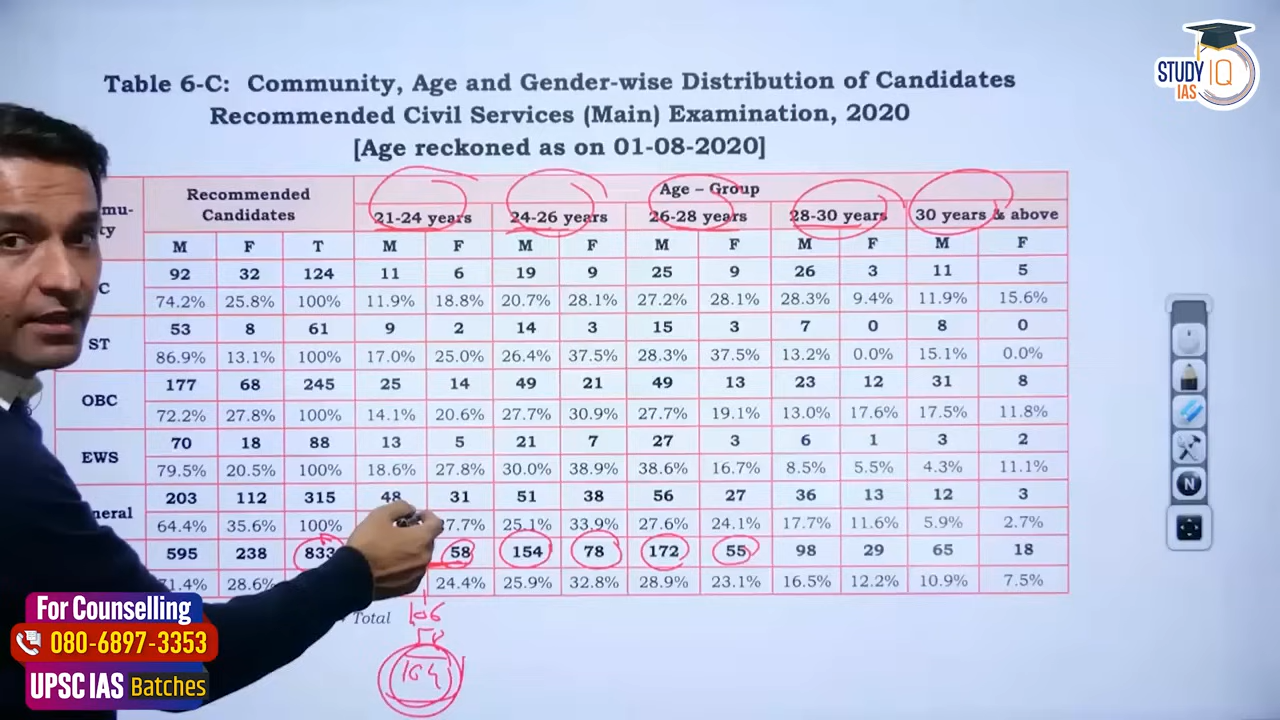 STUDY IQ
IAS
Table 6-C: Community, Age and Gender-wise Distribution of Candidates
Recommended Civil Services (Main) Examination, 2020
[Age reckoned as on 01-08-2020]
mu-
ty
Recommended
Candidates
Age – Group
21-24 years 24-26 years 26-28 years 28-30 years 30 years & above
M F T M F M F M F M F M F
C 92 32 124 11 6 19 9 25 9 26 3 11 5
74.2% 25.8% 100% 11.9% 18.8% 20.7% 28.1% 27.2% 28.1% 28.3% 9.4% 11.9% 15.6%
ST 53 8 61 9 2 14 3 15 3 7 0 8 0
86.9% 13.1% 100% 17.0% 25.0% 26.4% 37.5% 28.3% 37.5% 13.2% 0.0% 15.1% 0.0%
OBC 177 68 245 25 14 49 21 49 13 23 12 31 8
72.2% 27.8% 100% 14.1% 20.6% 27.7% 30.9% 27.7% 19.1% 13.0% 17.6% 17.5% 11.8%
EWS 70 18 88 13 5 21 7 27 3 6 1 3 2
79.5% 20.5% 100% 18.6% 27.8% 30.0% 38.9% 38.6% 16.7% 8.5% 5.5% 4.3% 11.1%
neral 203 112 315 48 31 51 38 56 27 36 13 12 3
64.4% 35.6% 100% 7.7% 25.1% 33.9% 27.6% 24.1% 17.7% 11.6% 5.9% 2.7%
595 238 833 58 154 78 172 55 98 29 65 18
1.4% 28.6% 24.4% 25.9% 32.8% 28.9% 23.1% 16.5% 12.2% 10.9% 7.5%
Total
106
58
164
N
For Counselling
080-6897-3353
UPSC IAS Batches